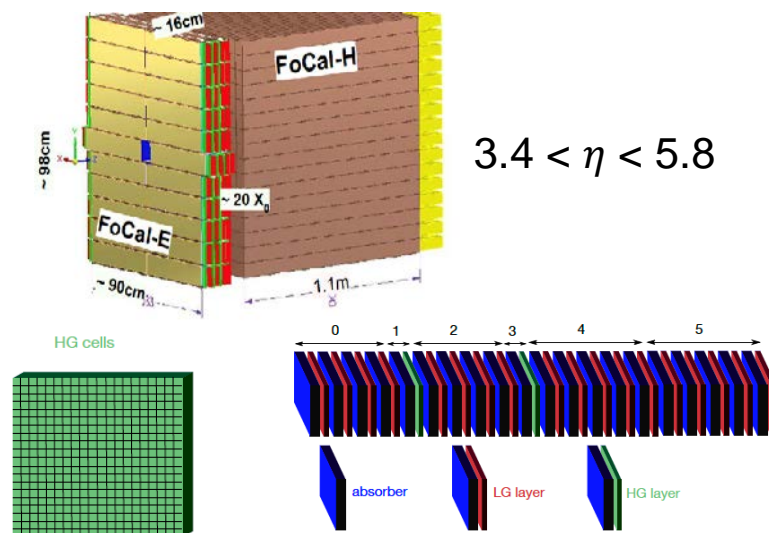 ~ 16cm
FoCal-H
3.4 < η < 5.8
~ 98cm
Y
X
Z
~ 20 X₀
FoCal-E
~ 90cm
1.1m
HG cells
0 1 2 3 4 5
absorber
LG layer
HG layer